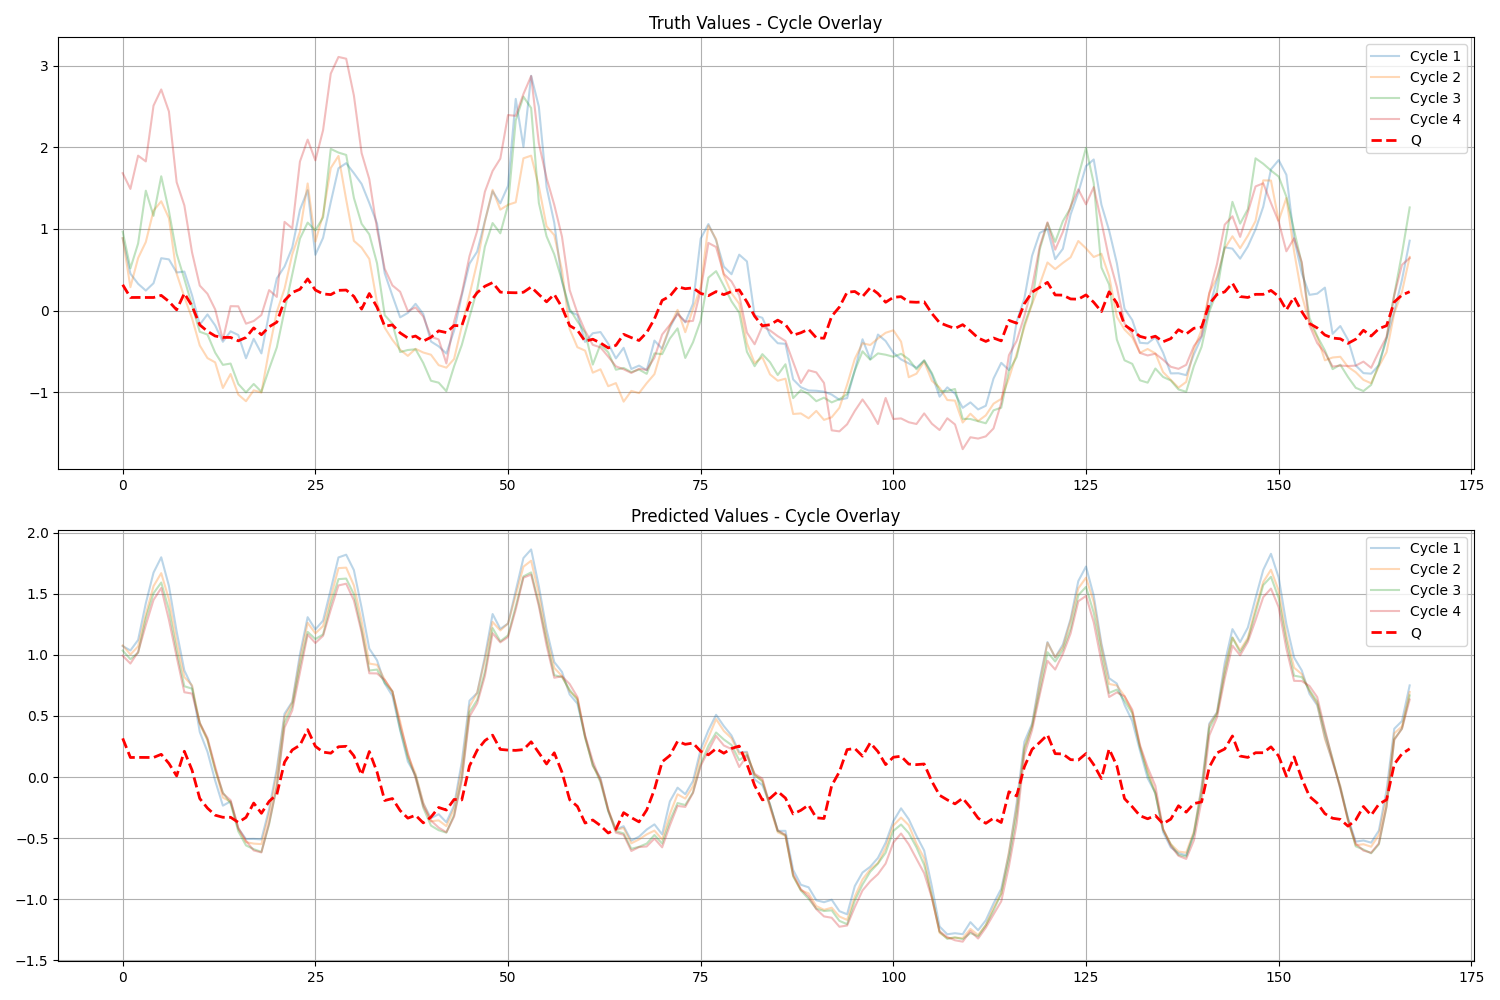 Truth Values - Cycle Overlay
3
2
1
0
−1
Cycle 1
Cycle 2
Cycle 3
Cycle 4
Q
0 25 50 75 100 125 150 175
Predicted Values - Cycle Overlay
2.0
1.5
1.0
0.5
0.0
−0.5
−1.0
−1.5
Cycle 1
Cycle 2
Cycle 3
Cycle 4
Q
0 25 50 75 100 125 150 175